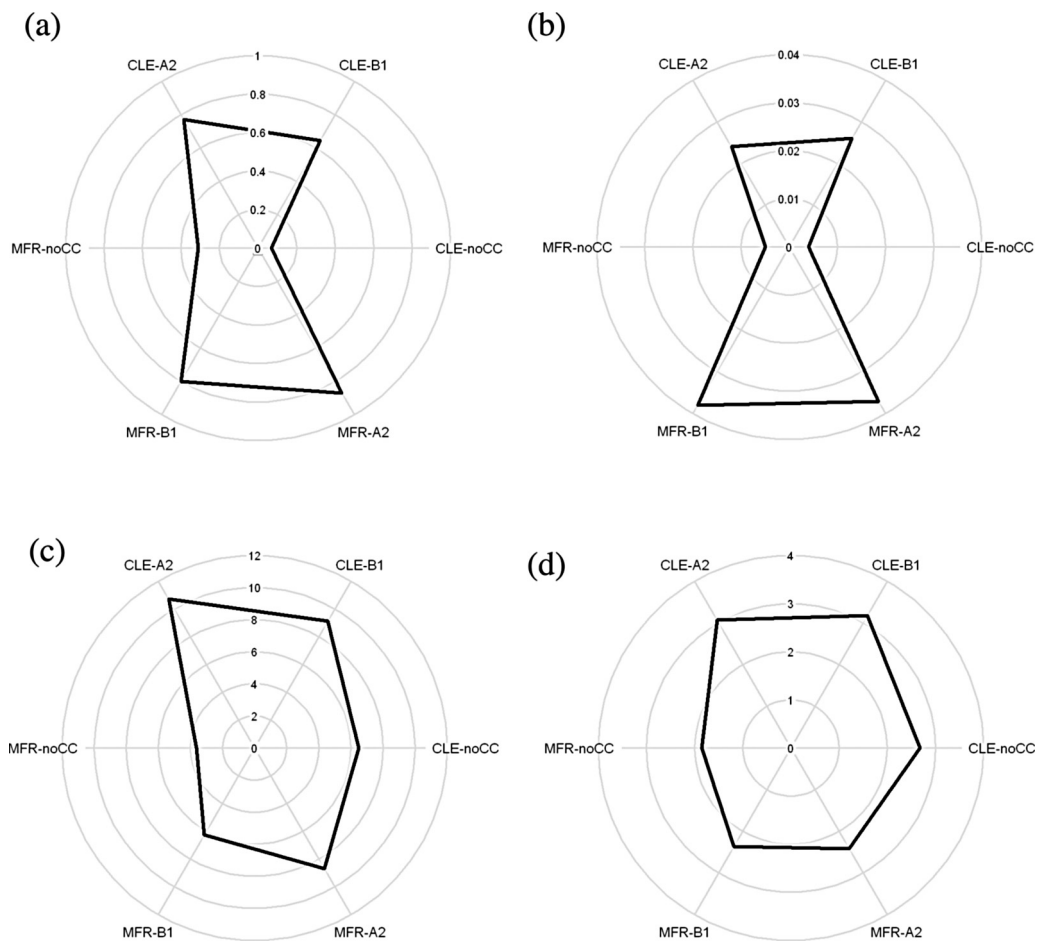 (a)
1
CLE-A2
CLE-B1
0.8
0.6
0.4
0.2
MFR-noCC
0
CLE-noCC
MFR-B1
MFR-A2
(b)
0.04
CLE-A2
CLE-B1
0.03
0.02
0.01
MFR-noCC
0
CLE-noCC
MFR-B1
MFR-A2
(c)
12
CLE-A2
CLE-B1
10
8
6
4
2
MFR-noCC
0
CLE-noCC
MFR-B1
MFR-A2
(d)
4
CLE-A2
CLE-B1
3
2
1
MFR-noCC
0
CLE-noCC
MFR-B1
MFR-A2